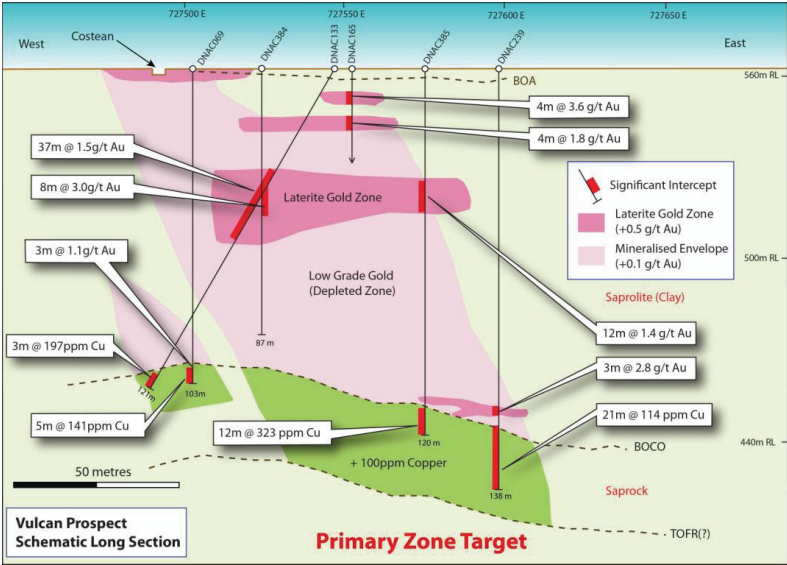 727500 E
727550 E
727600 E
727650 E
West
Costean
DNAC069
DNAC384
DNAC133
DNAC165
DNAC385
DNAC239
East
BOA
560m RL
4m @ 3.6 g/t Au
4m @ 1.8 g/t Au
37m @ 1.5g/t Au
8m @ 3.0g/t Au
Laterite Gold Zone
Significant Intercept
Laterite Gold Zone
(+0.5 g/t Au)
Mineralised Envelope
(+0.1 g/t Au)
3m @ 1.1g/t Au
Low Grade Gold
(Depleted Zone)
500m RL
Saprolite (Clay)
12m @ 1.4 g/t Au
3m @ 197ppm Cu
87 m
3m @ 2.8 g/t Au
121m
103m
5m @ 141ppm Cu
12m @ 323 ppm Cu
120 m
21m @ 114 ppm Cu
440m RL
BOCO
+ 100ppm Copper
50 metres
138 m
Saprock
Vulcan Prospect
Schematic Long Section
Primary Zone Target
TOFR(?)